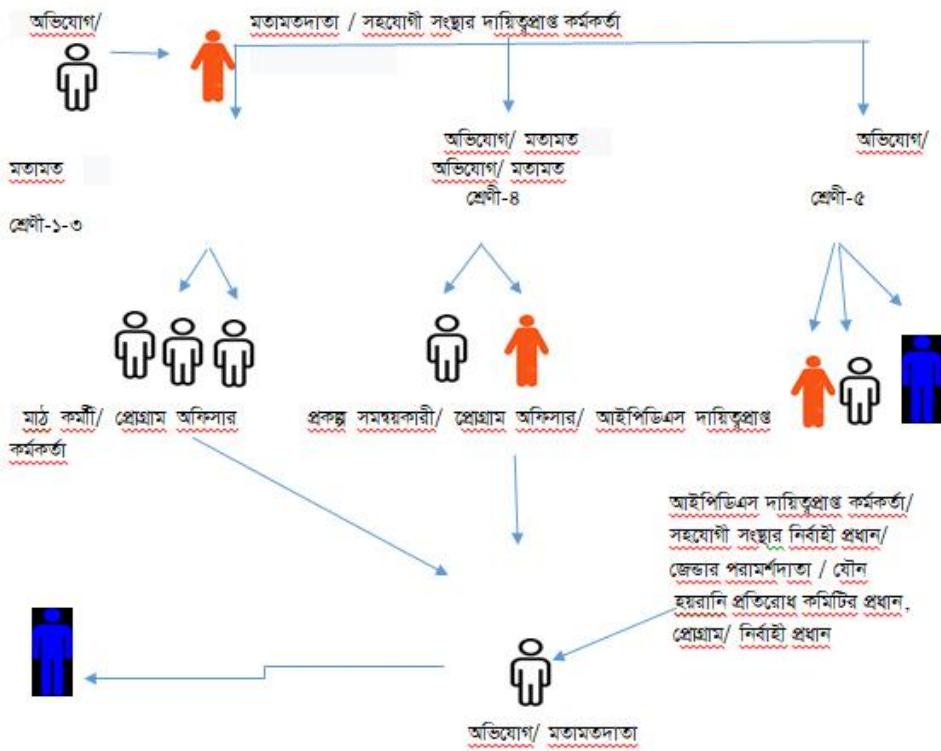 অভিযোগ/ মতামতদাতা / সহযোগী সংস্থার দায়িত্বপ্রাপ্ত কর্মকর্তা
অভিযোগ/ মতামত অভিযোগ/
মতামত অভিযোগ/ মতামত
শ্রেণী-৪ শ্রেণী-৫
শ্রেণী-১-৩
মাঠ কর্মী/ প্রোগ্রাম অফিসার প্রকল্প সমন্বয়কারী/ প্রোগ্রাম অফিসার/ আইপিডিএস দায়িত্বপ্রাপ্ত
কর্মকর্তা
আইপিডিএস দায়িত্বপ্রাপ্ত কর্মকর্তা/
সহযোগী সংস্থার নির্বাহী প্রধান/
জেন্ডার পরামর্শদাতা / যৌন
হয়রানি প্রতিরোধ কমিটির প্রধান,
প্রোগ্রাম/ নির্বাহী প্রধান
অভিযোগ/ মতামতদাতা